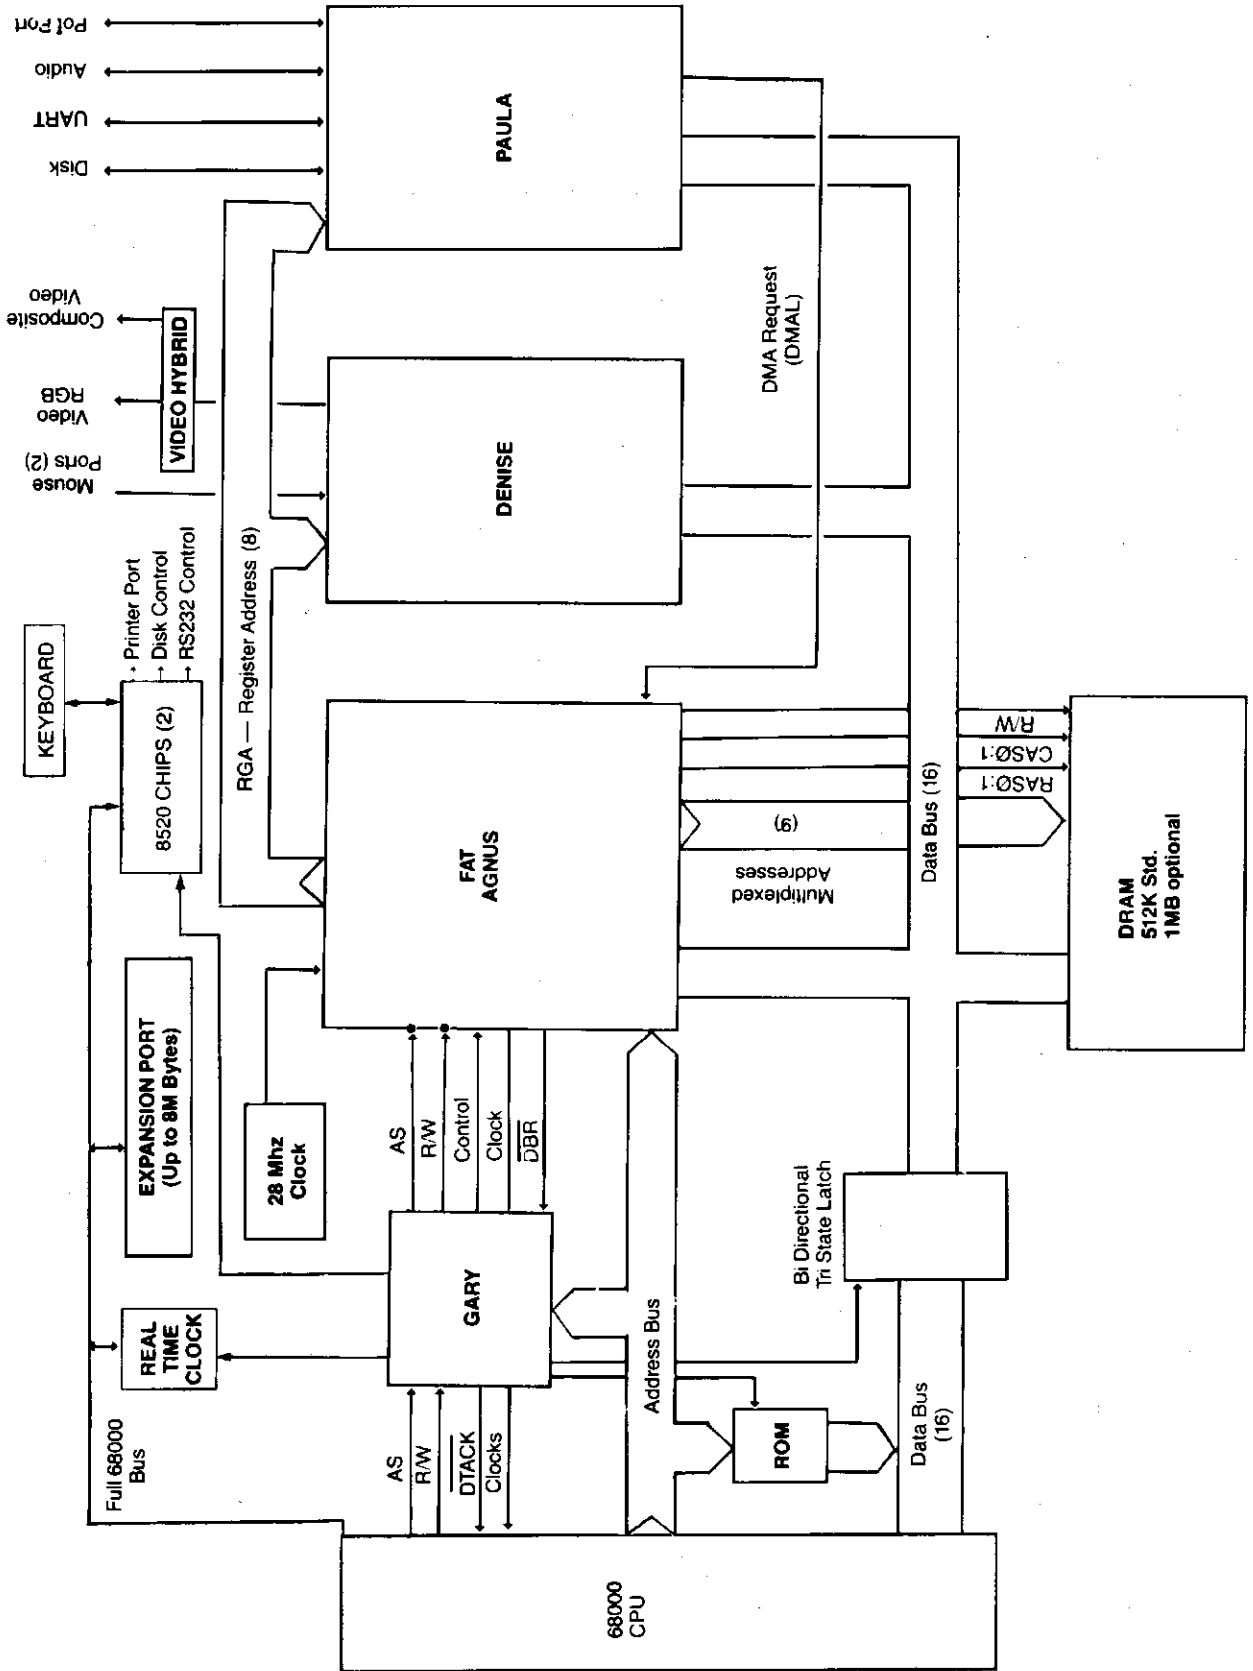 Full 68000
Bus
REAL
TIME
CLOCK
EXPANSION PORT
(Up to 8M Bytes)
KEYBOARD
8520 CHIPS (2)
Printer Port
Disk Control
RS232 Control
Mouse
Ports (2)
Video
RGB
Composite
Video
VIDEO HYBRID
Disk
UART
Audio
Pot Port
28 Mhz
Clock
RGA — Register Address (8)
68000
CPU
AS
R/W
DTACK
Clocks
GARY
AS
R/W
Control
Clock
DBR
FAT
AGNUS
DENISE
PAULA
DMA Request
(DMAL)
Address Bus
ROM
Data Bus
(16)
Bi Directional
Tri State Latch
Multiplexed
Addresses
(9)
Data Bus (16)
RASØ:1
CASØ:1
R/W
DRAM
512K Std.
1MB optional